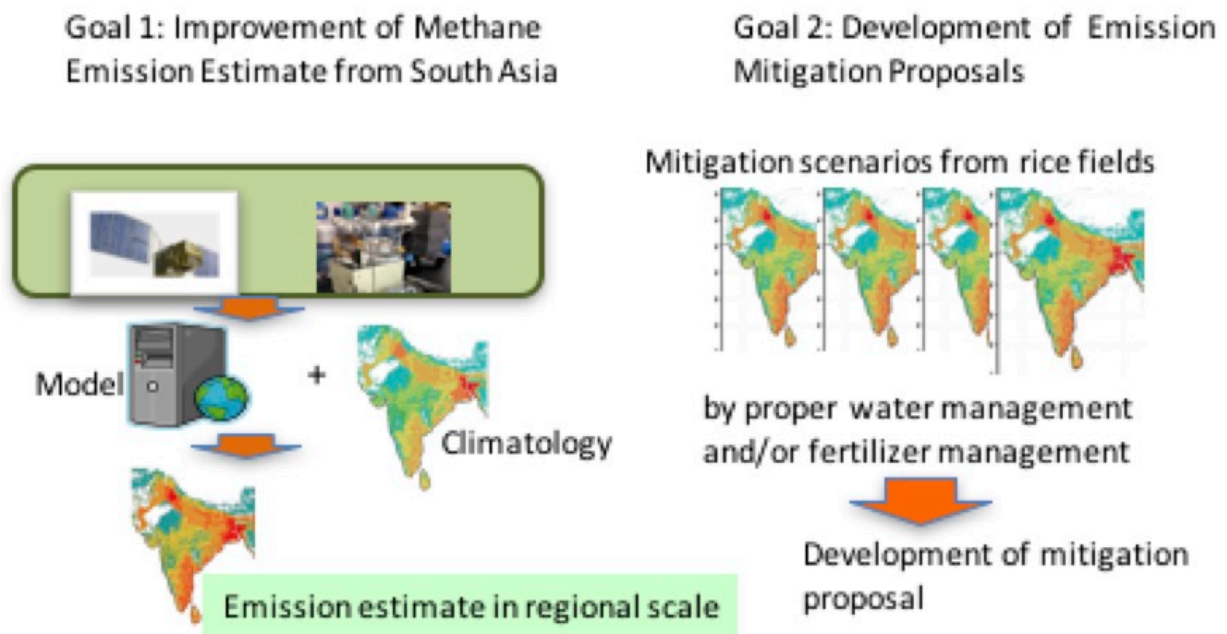 Goal 1: Improvement of Methane
Emission Estimate from South Asia
Goal 2: Development of Emission
Mitigation Proposals
Mitigation scenarios from rice fields
Model
+
Climatology
by proper water management
and/or fertilizer management
Emission estimate in regional scale
Development of mitigation
proposal